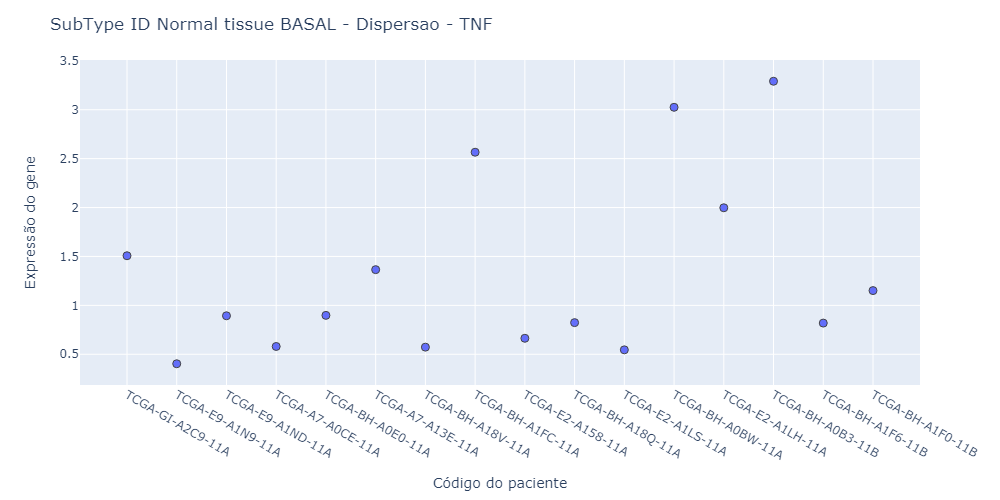 SubType ID Normal tissue BASAL - Dispersao - TNF
3.5
3
2.5
2
1.5
1
0.5
Expressão do gene
TCGA-GI-A2C9-11A
TCGA-E9-A1N9-11A
TCGA-E9-A1ND-11A
TCGA-A7-A0CE-11A
TCGA-BH-A0E0-11A
TCGA-A7-A13E-11A
TCGA-BH-A18V-11A
TCGA-BH-A1FC-11A
TCGA-E2-A158-11A
TCGA-BH-A18Q-11A
TCGA-E2-A1LS-11A
TCGA-BH-A0BW-11A
TCGA-E2-A1LH-11A
TCGA-BH-A0B3-11B
TCGA-BH-A1F6-11B
TCGA-BH-A1F0-11B
Código do paciente